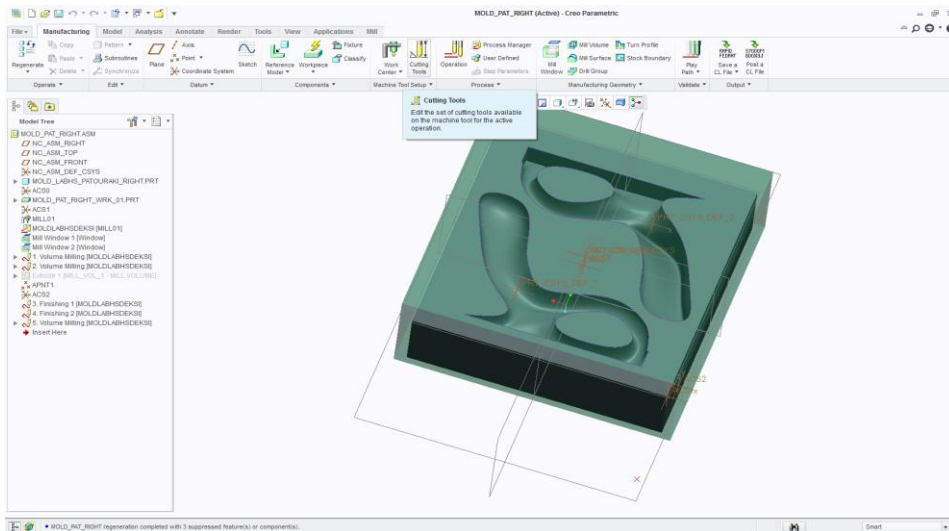 MOLD_PAT_RIGHT (Active) - Creo Parametric
File Manufacturing Model Analysis Annotate Render Tools View Applications
Regenerate
Copy
Paste
Delete
Operate
Pattern
Subroutines
Synchronize
Edit
Plane
Axis
Point
Coordinate System
Sketch
Datum
Reference Model
Workpiece
Fixture
Classify
Components
Work Center
Cutting Tools
Machine Tool Setup
Operation
Process Manager
User Defined
Step Parameters
Process
Mill Window
Mill Volume
Mill Surface
Drill Group
Turn Profile
Stock Boundary
Manufacturing Geometry
Play Path
Validate
Save a CL File
Post a CL File
Output
Cutting Tools
Edit the set of cutting tools available
on the machine tool for the active
operation.
Model Tree
MOLD_PAT_RIGHT.ASM
NC_ASM_RIGHT
NC_ASM_TOP
NC_ASM_FRONT
NC_ASM_DEF_CSYS
MOLD_LABHS_PATOURAKI_RIGHT.PRT
ACS0
MOLD_PAT_RIGHT_WRK_01.PRT
ACS1
MILL01
MOLDLABHSDEKSI [MILL01]
Mill Window 1 [Window]
Mill Window 2 [Window]
1. Volume Milling [MOLDLABHSDEKSI]
2. Volume Milling [MOLDLABHSDEKSI]
Extrude 1 [MILL_VOL_1 - MILL VOLUME]
APNT1
ACS2
3. Finishing 1 [MOLDLABHSDEKSI]
4. Finishing 2 [MOLDLABHSDEKSI]
5. Volume Milling [MOLDLABHSDEKSI]
Insert Here
MOLD_PAT_RIGHT regeneration completed with 3 suppressed feature(s) or component(s).
Smart